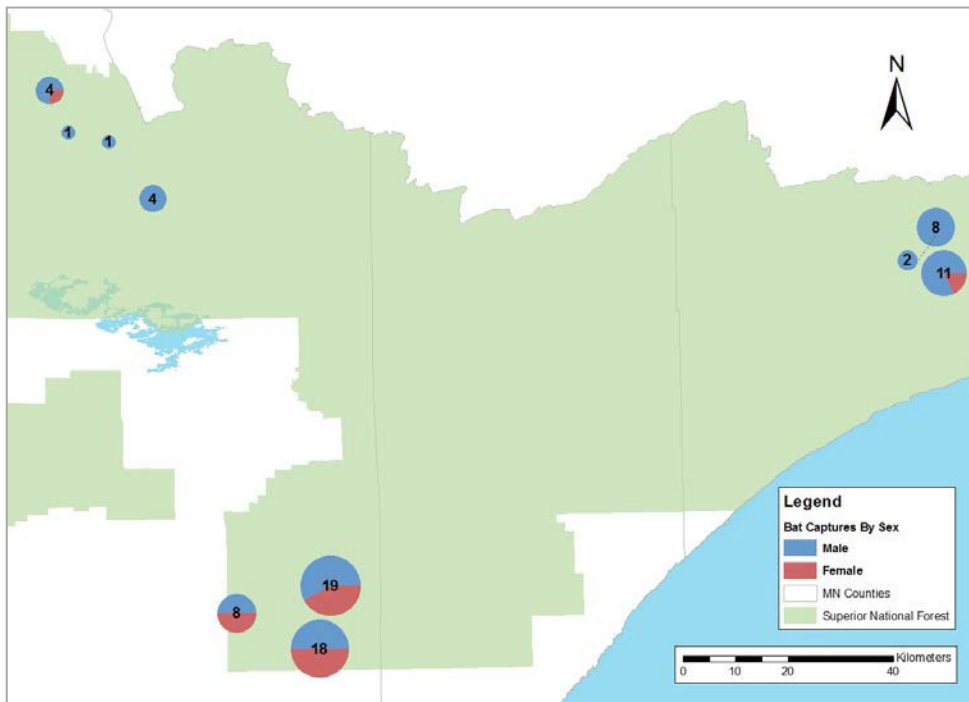 N
4
1
1
4
8
2
11
19
8
18
Legend
Bat Captures By Sex
Male
Female
MN Counties
Superior National Forest
Kilometers
0 10 20 40